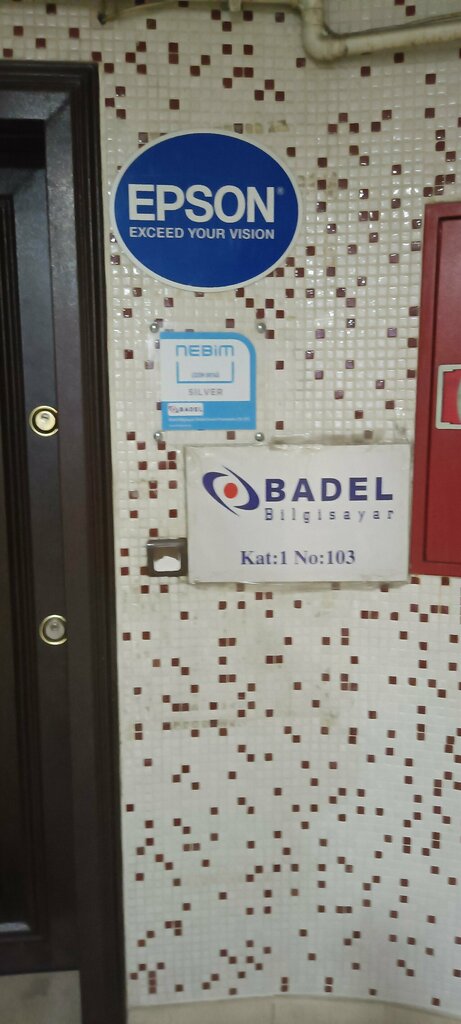 EPSON®
EXCEED YOUR VISION
NEBIM
SILVER
BADEL
BADEL
Bilgisayar
Kat:1 No:103